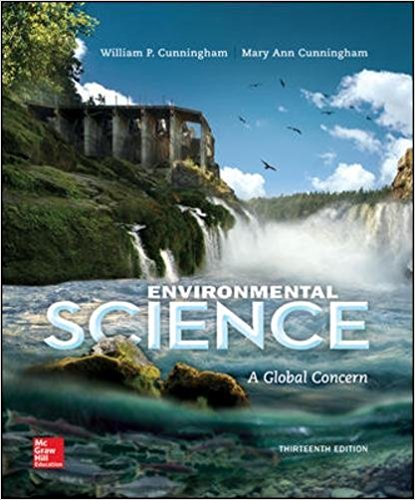 William P. Cunningham | Mary Ann Cunningham
ENVIRONMENTAL
SCIENCE
A Global Concern
Mc
Graw
Hill
Education
THIRTEENTH EDITION